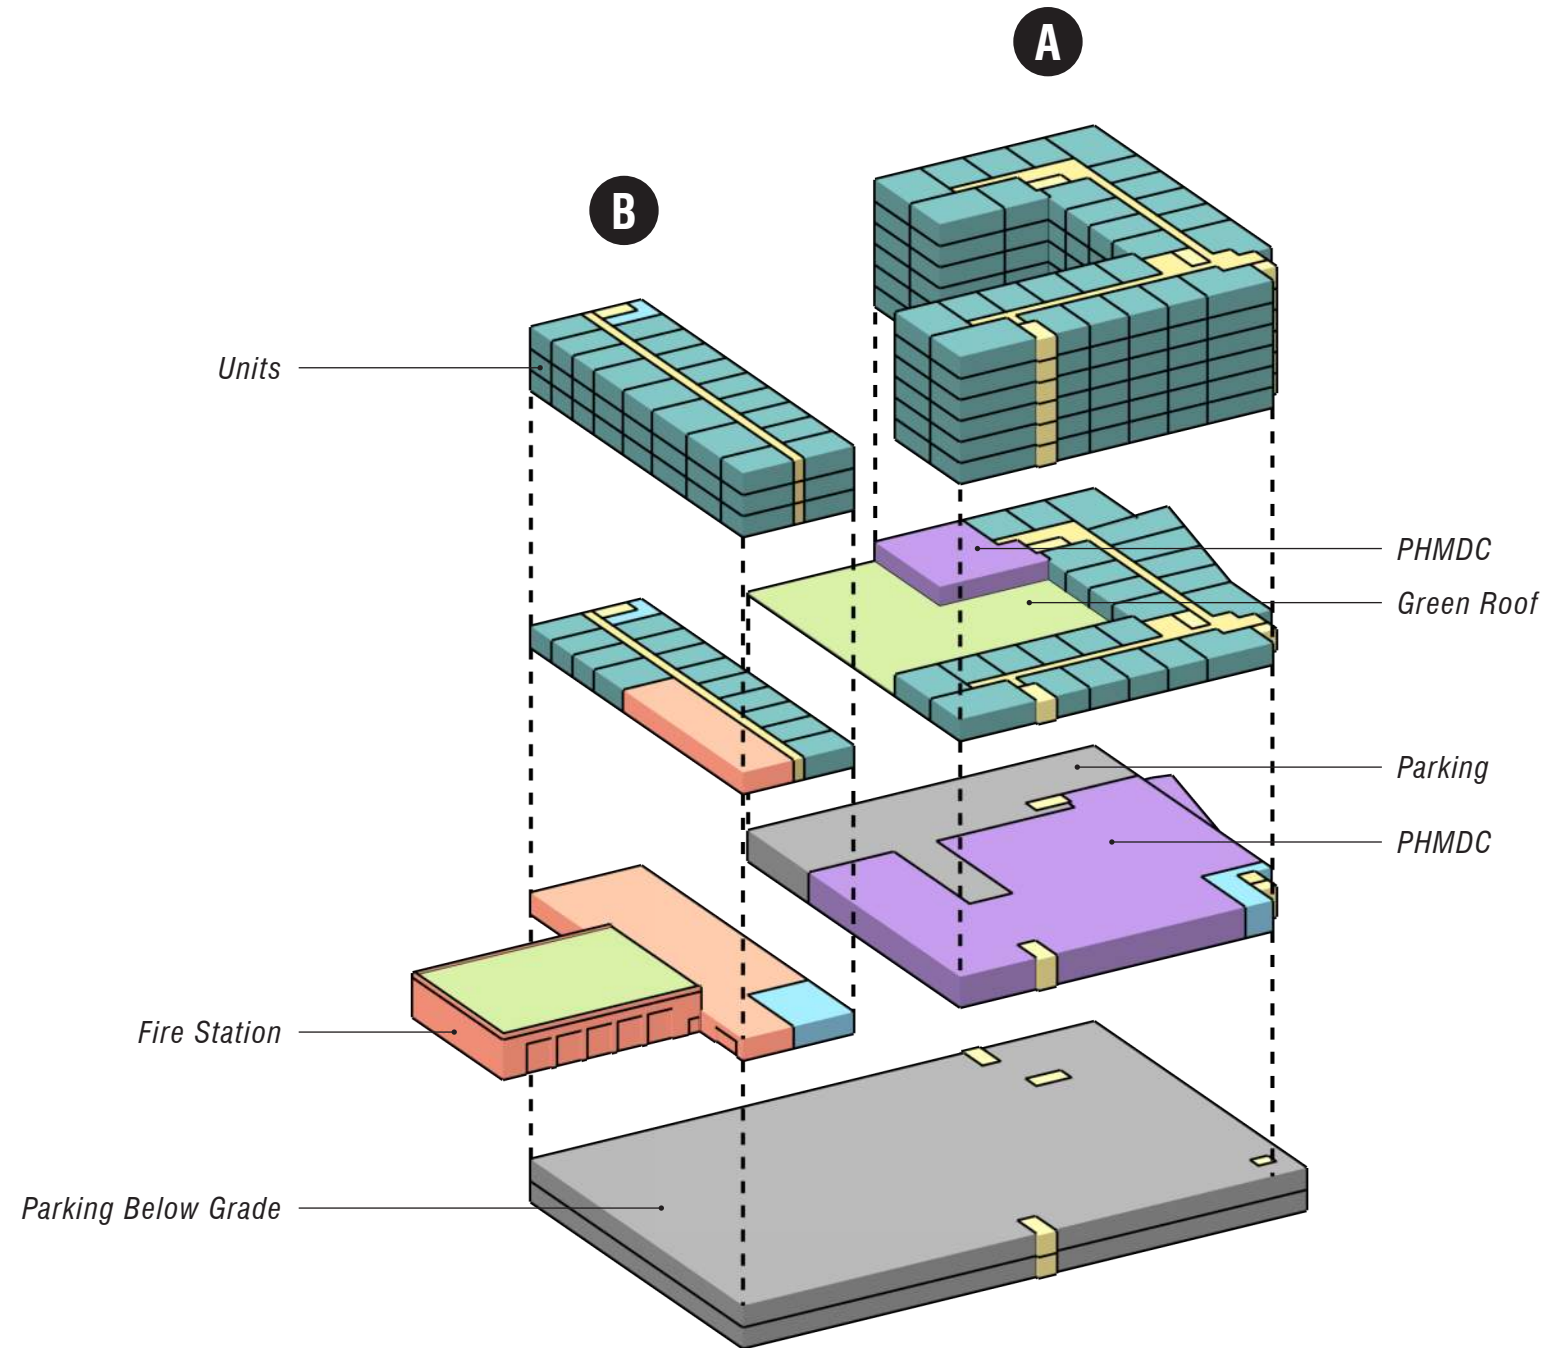 A
B
Units
PHMDC
Green Roof
Parking
PHMDC
Fire Station
Parking Below Grade